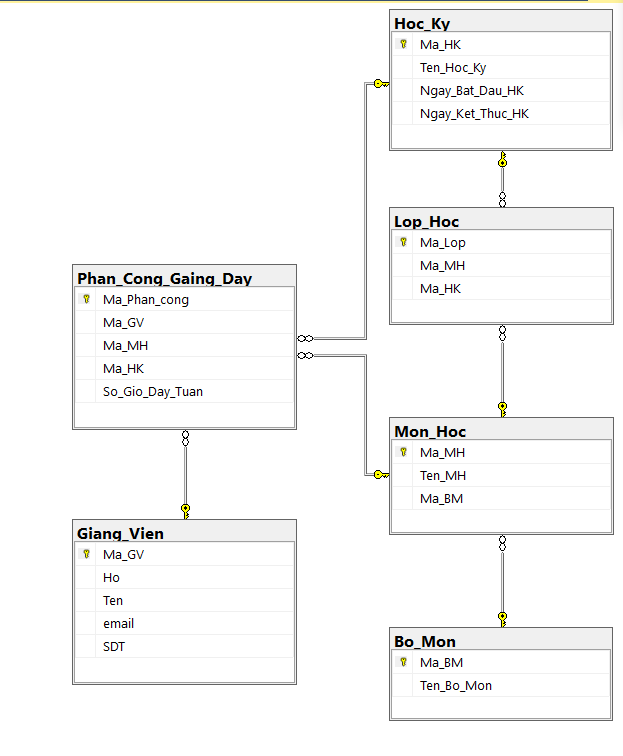 Hoc_Ky
Ma_HK
Ten_Hoc_Ky
Ngay_Bat_Dau_HK
Ngay_Ket_Thuc_HK
Lop_Hoc
Ma_Lop
Ma_MH
Ma_HK
Phan_Cong_Gaing_Day
Ma_Phan_cong
Ma_GV
Ma_MH
Ma_HK
So_Gio_Day_Tuan
Mon_Hoc
Ma_MH
Ten_MH
Ma_BM
Giang_Vien
Ma_GV
Ho
Ten
email
SDT
Bo_Mon
Ma_BM
Ten_Bo_Mon